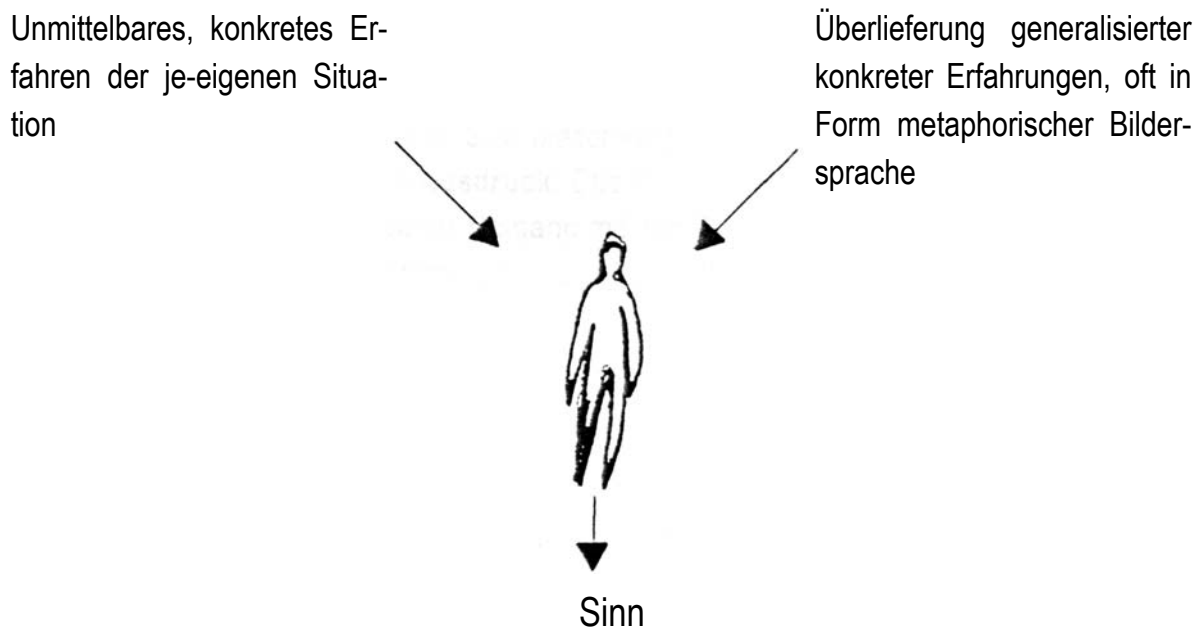 Unmittelbares, konkretes Er-
fahren der je-eigenen Situa-
tion
Überlieferung generalisierter
konkreter Erfahrungen, oft in
Form metaphorischer Bilder-
sprache
Sinn